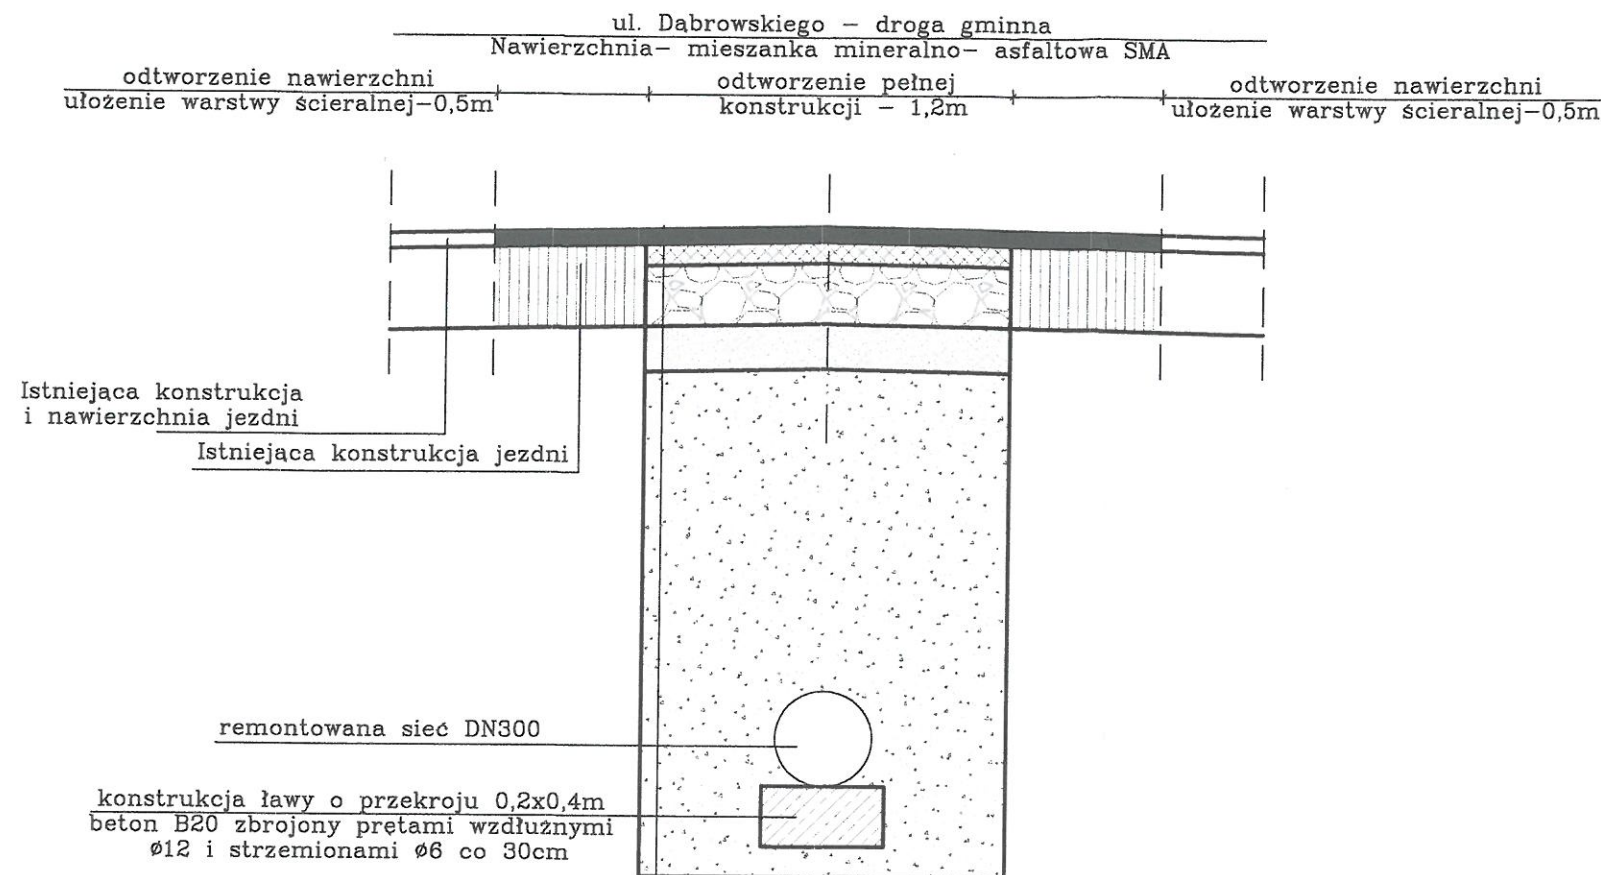 ul. Dąbrowskiego – droga gminna
Nawierzchnia– mieszanka mineralno– asfaltowa SMA
odtworzenie nawierzchni
ułożenie warstwy ścieralnej–0,5m
odtworzenie pełnej
konstrukcji – 1,2m
odtworzenie nawierzchni
ułożenie warstwy ścieralnej–0,5m
Istniejąca konstrukcja
i nawierzchnia jezdni
Istniejąca konstrukcja jezdni
remontowana sieć DN300
konstrukcja ławy o przekroju 0,2x0,4m
beton B20 zbrojony prętami wzdłużnymi
ø12 i strzemionami ø6 co 30cm